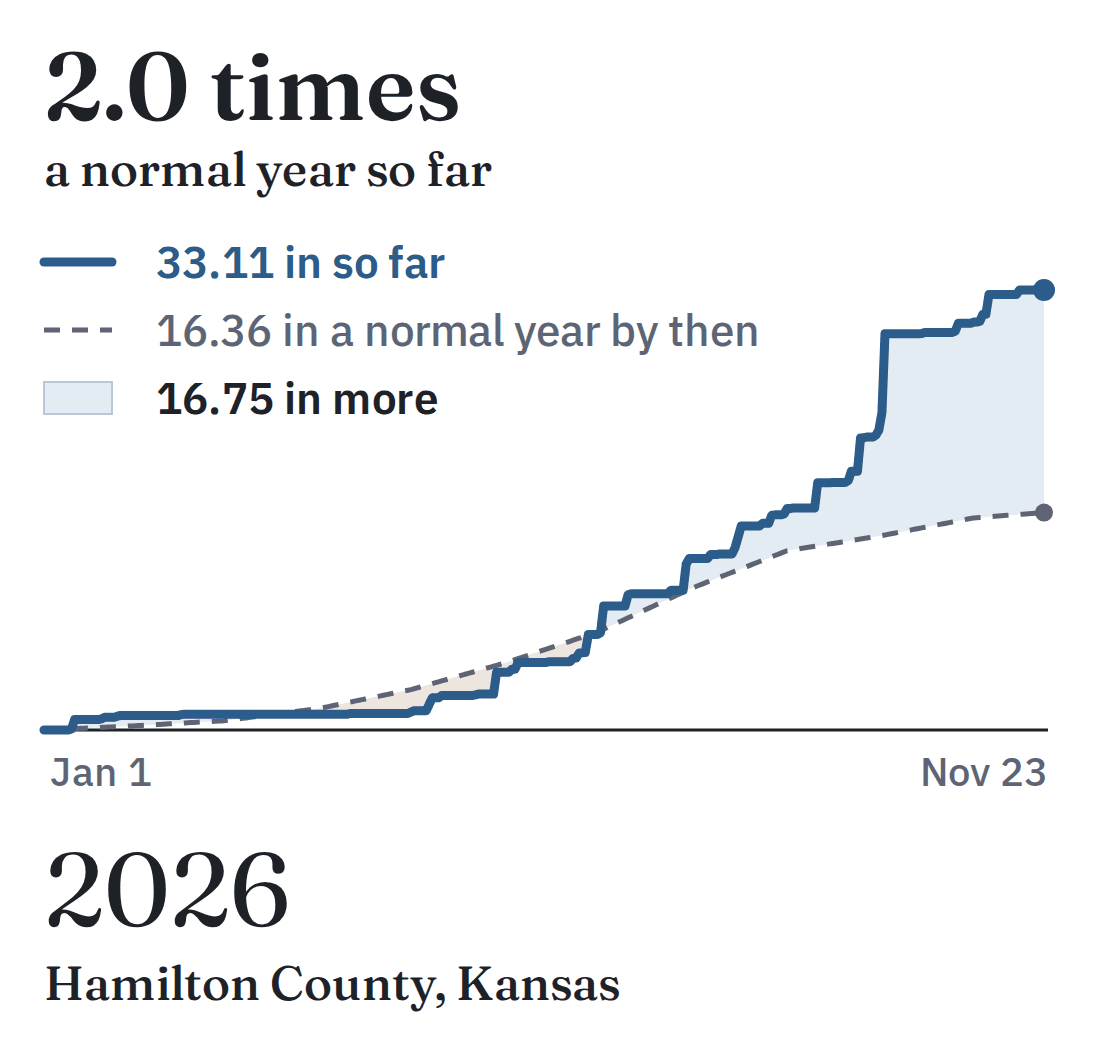 2.0 times
a normal year so far
33.11 in so far
16.36 in a normal year by then
16.75 in more
Jan 1
Nov 23
2026
Hamilton County, Kansas